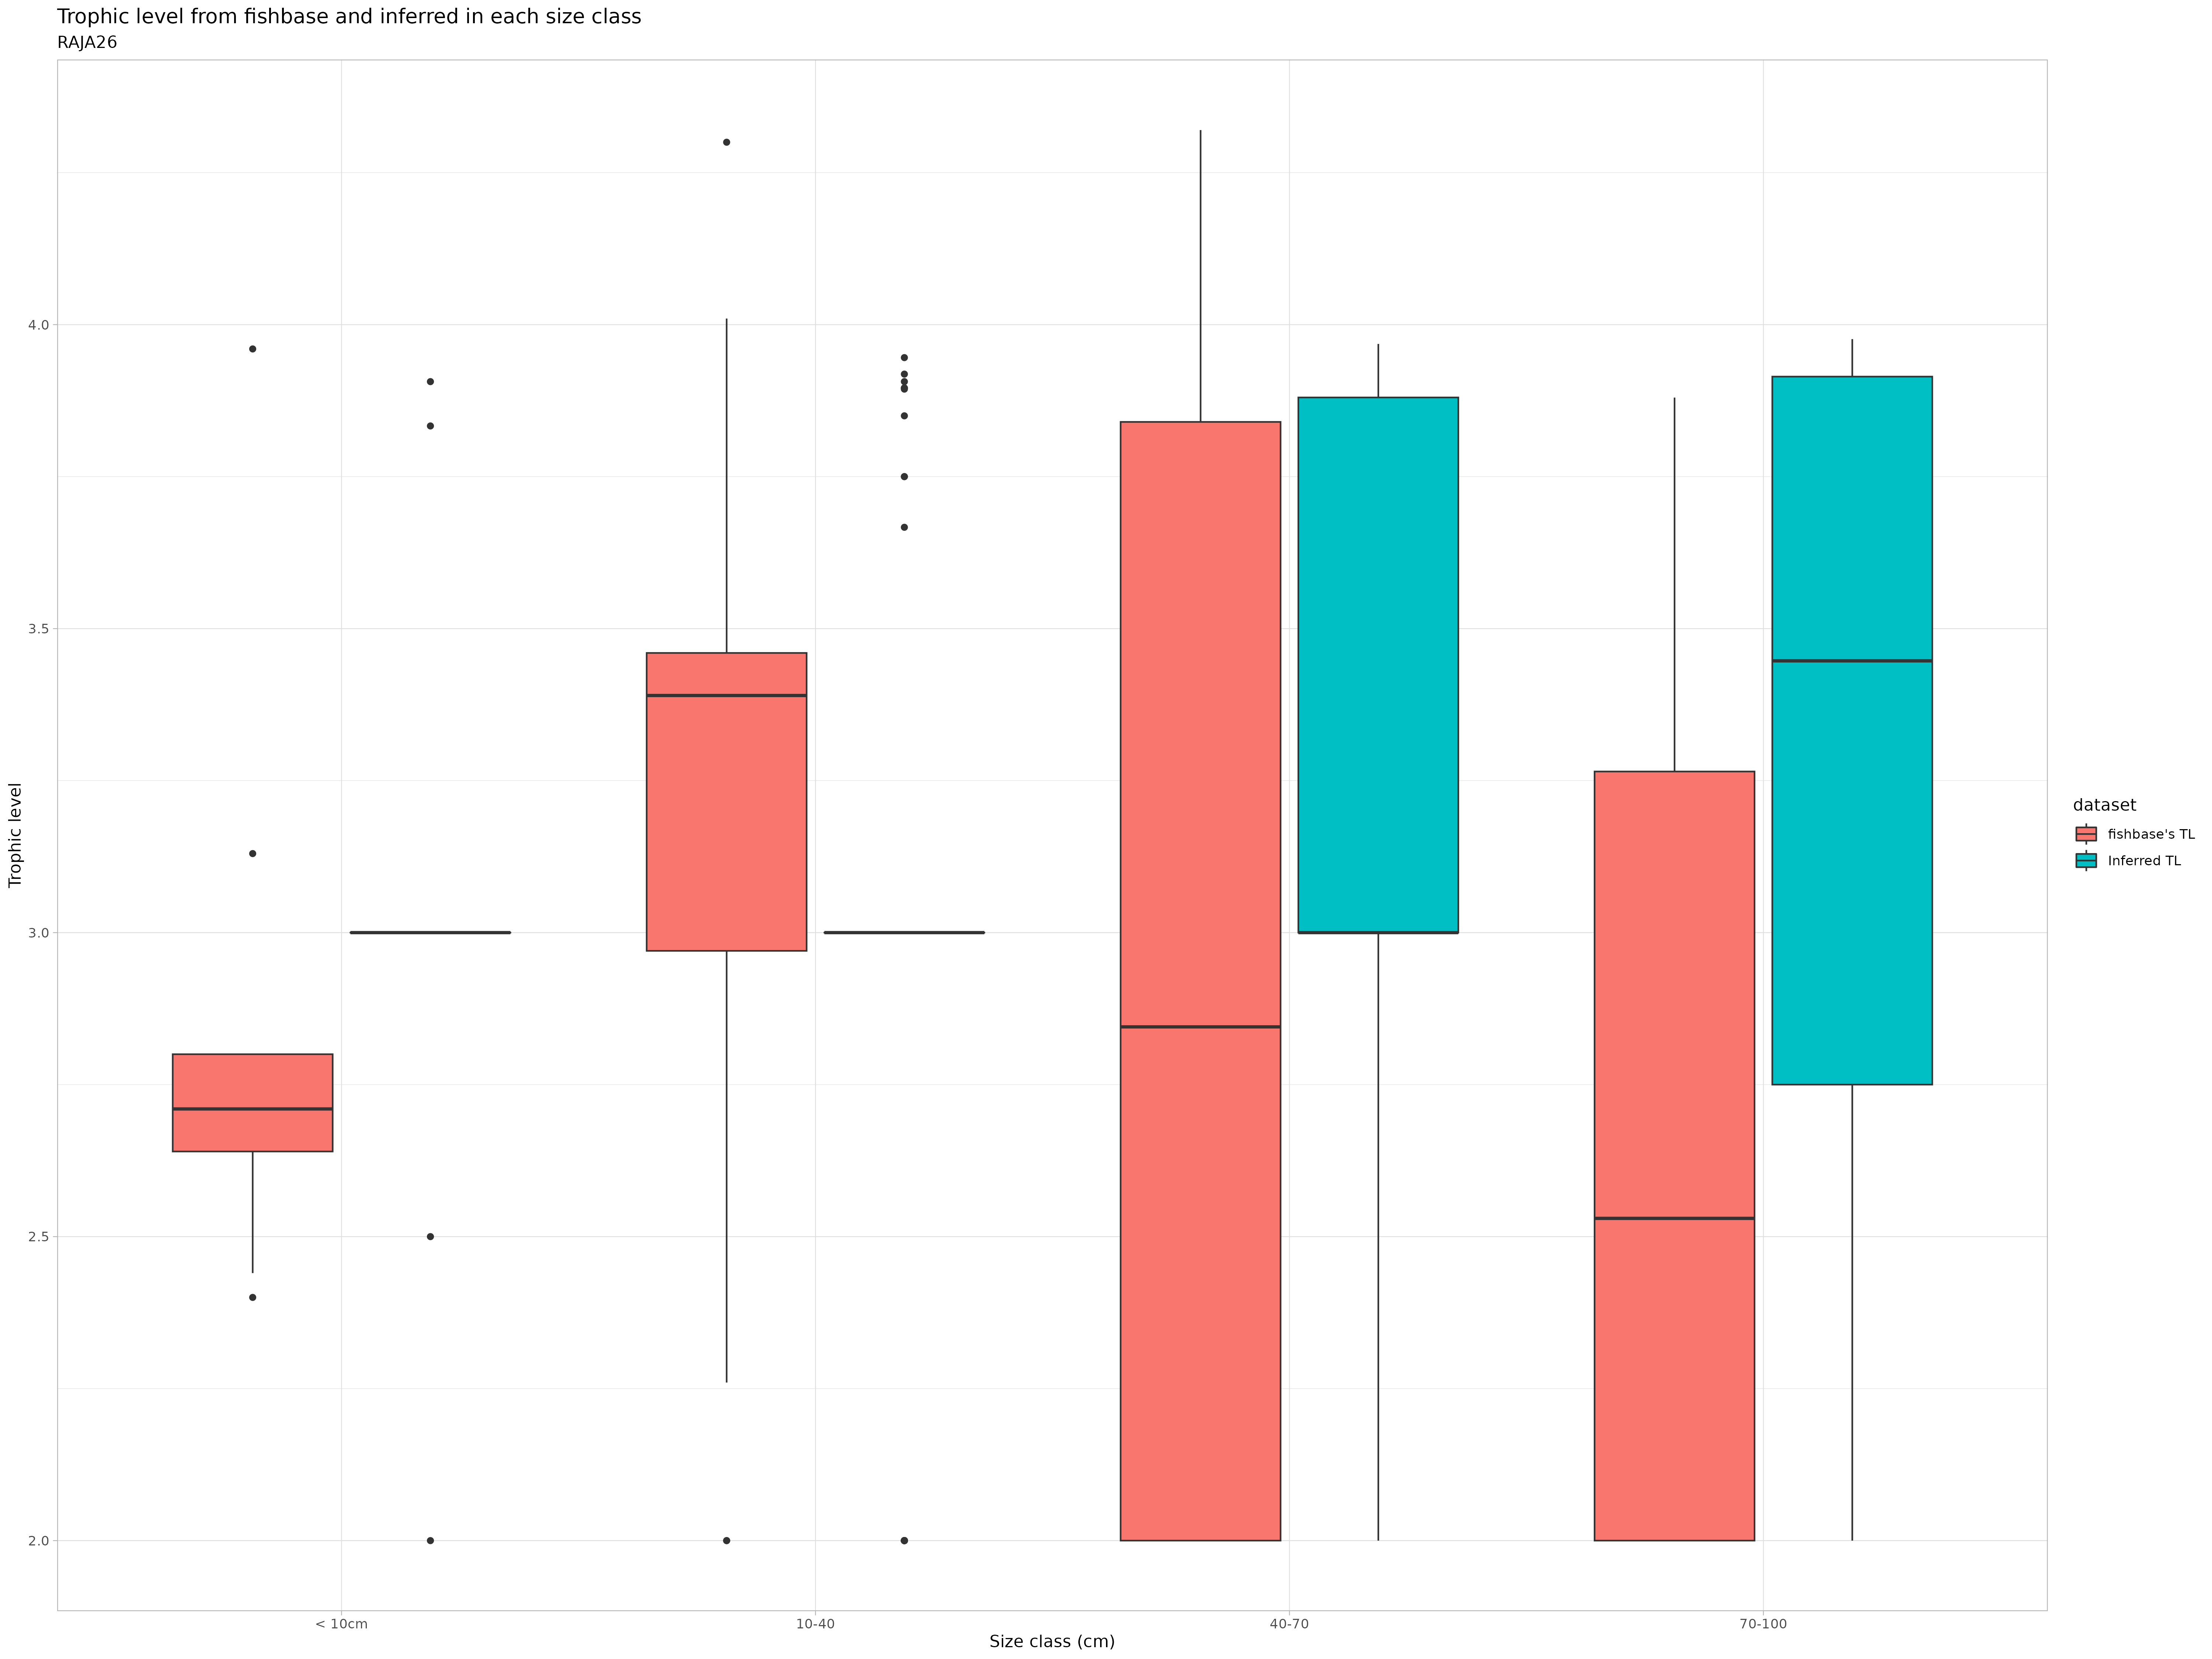 Trophic level from fishbase and inferred in each size class
RAJA26
Trophic level
4.0
3.5
3.0
2.5
2.0
< 10cm
10-40
40-70
70-100
Size class (cm)
dataset
fishbase's TL
Inferred TL